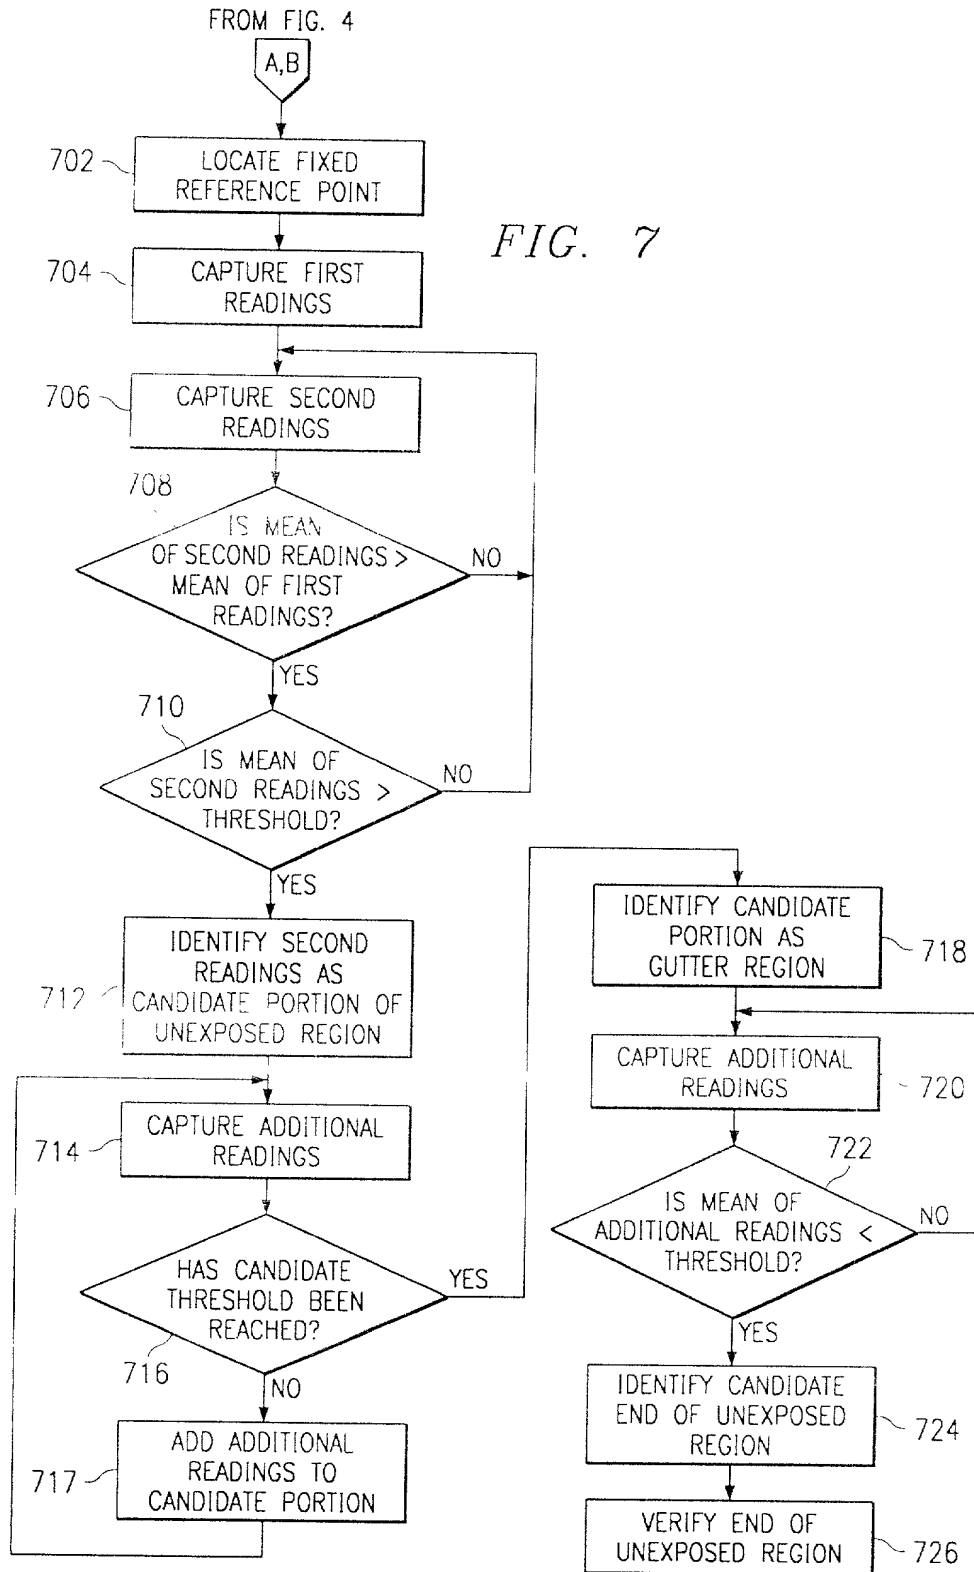 FROM FIG. 4
A,B
702
LOCATE FIXED
REFERENCE POINT
FIG. 7
704
CAPTURE FIRST
READINGS
706
CAPTURE SECOND
READINGS
708
IS MEAN
OF SECOND READINGS >
MEAN OF FIRST
READINGS?
NO
YES
710
IS MEAN OF
SECOND READINGS >
THRESHOLD?
NO
YES
712
IDENTIFY SECOND
READINGS AS
CANDIDATE PORTION OF
UNEXPOSED REGION
714
CAPTURE ADDITIONAL
READINGS
HAS CANDIDATE
THRESHOLD BEEN
REACHED?
YES
716
NO
717
ADD ADDITIONAL
READINGS TO
CANDIDATE PORTION
IDENTIFY CANDIDATE
PORTION AS
GUTTER REGION
718
CAPTURE ADDITIONAL
READINGS
720
722
IS MEAN OF
ADDITIONAL READINGS <
THRESHOLD?
NO
YES
IDENTIFY CANDIDATE
END OF UNEXPOSED
REGION
724
VERIFY END OF
UNEXPOSED REGION
726